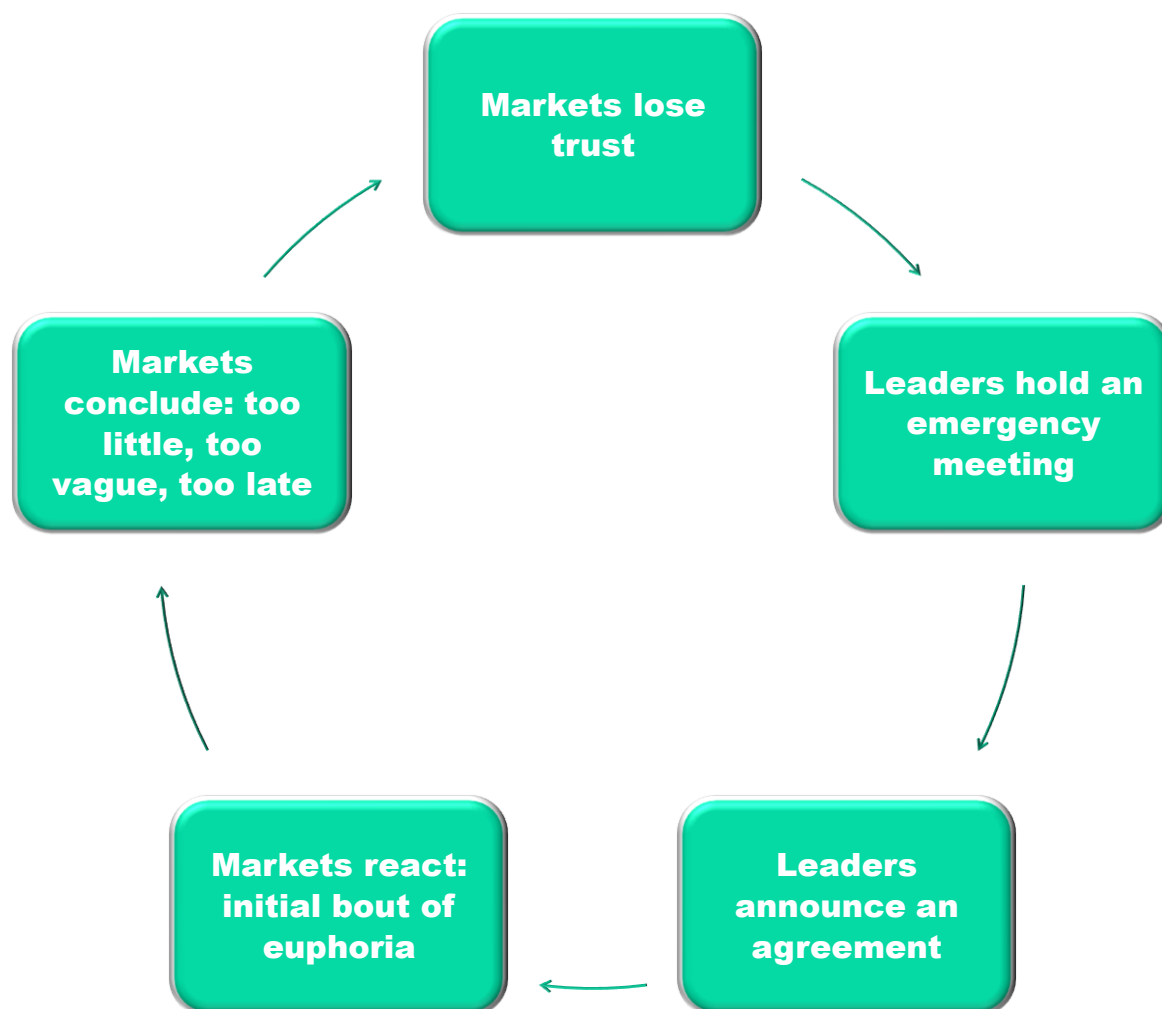 Markets lose
trust
Leaders hold an
emergency
meeting
Leaders
announce an
agreement
Markets react:
initial bout of
euphoria
Markets
conclude: too
little, too
vague, too late